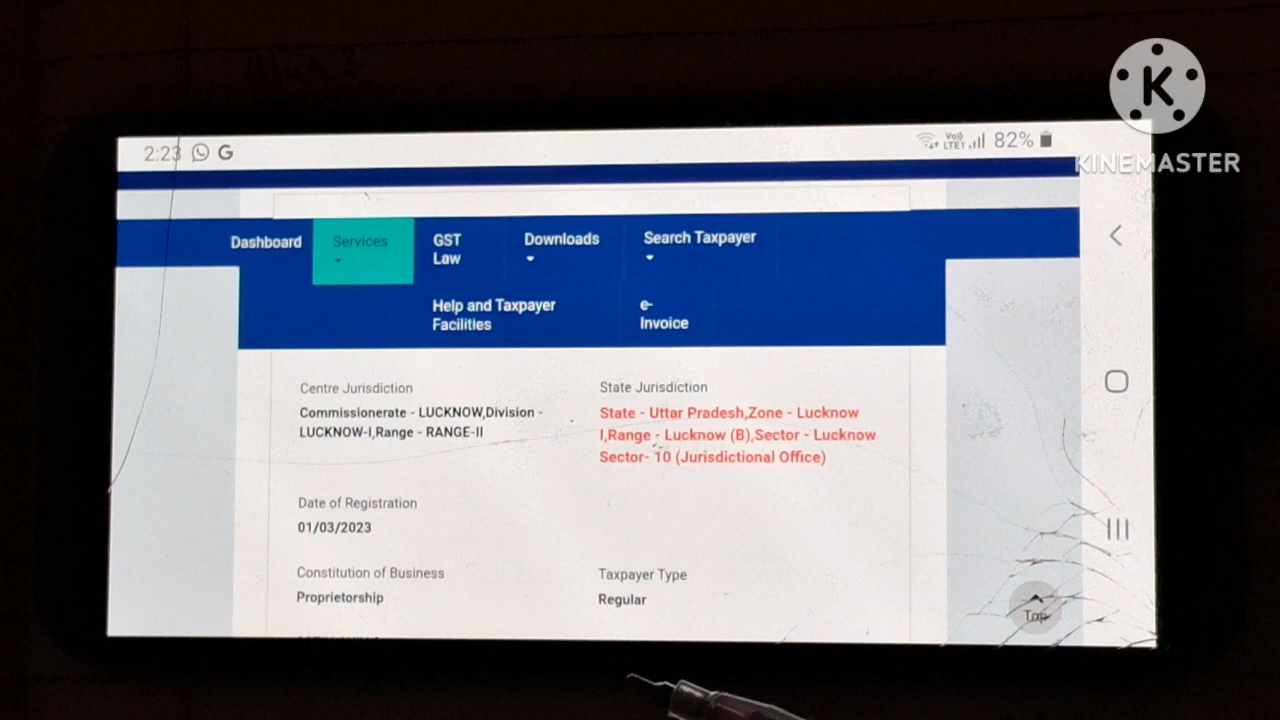 2:23 G
Vo)) LTE1 82%
K
KINEMASTER
Dashboard
Services
GST
Law
Downloads
Search Taxpayer
Help and Taxpayer
Facilities
e-
Invoice
Centre Jurisdiction
Commissionerate - LUCKNOW,Division -
LUCKNOW-I,Range - RANGE-II
State Jurisdiction
State - Uttar Pradesh,Zone - Lucknow
I,Range - Lucknow (B),Sector - Lucknow
Sector- 10 (Jurisdictional Office)
Date of Registration
01/03/2023
Constitution of Business
Proprietorship
Taxpayer Type
Regular
Top